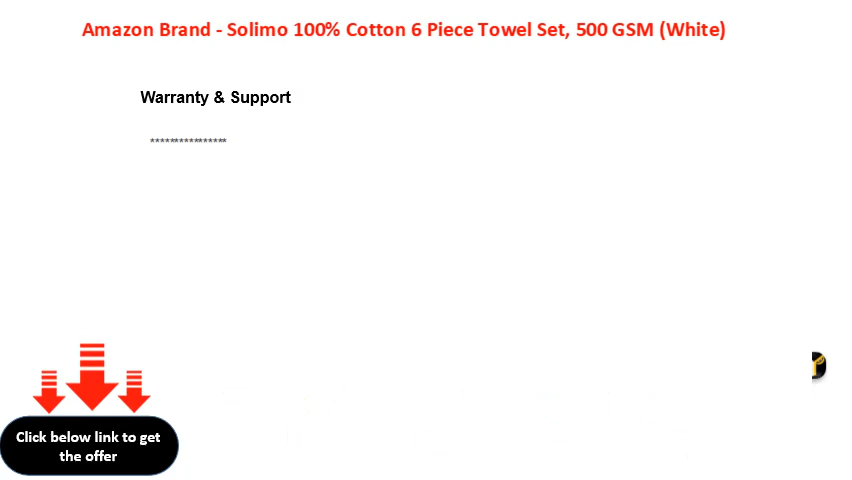 Amazon Brand - Solimo 100% Cotton 6 Piece Towel Set, 500 GSM (White)
Warranty & Support
****************
Click below link to get
the offer